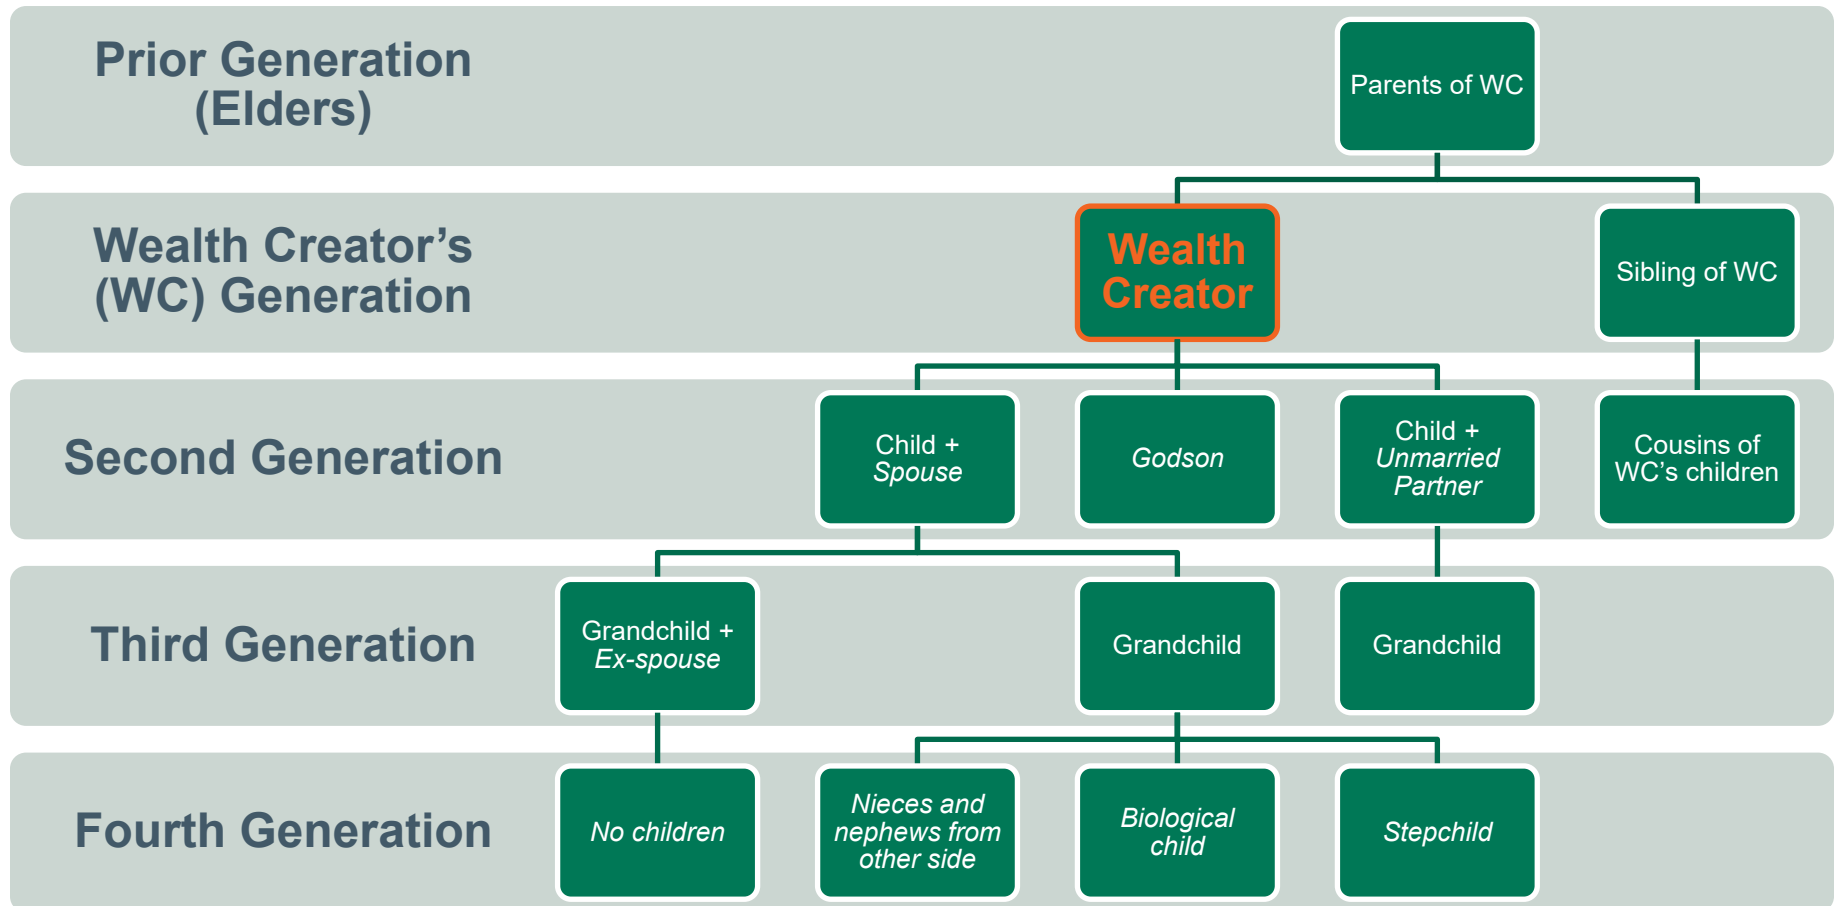 Prior Generation
(Elders)
Parents of WC
Wealth Creator’s
(WC) Generation
Wealth
Creator
Sibling of WC
Second Generation
Child +
Spouse
Godson
Child +
Unmarried
Partner
Cousins of
WC’s children
Third Generation
Grandchild +
Ex-spouse
Grandchild
Grandchild
Fourth Generation
No children
Nieces and
nephews from
other side
Biological
child
Stepchild